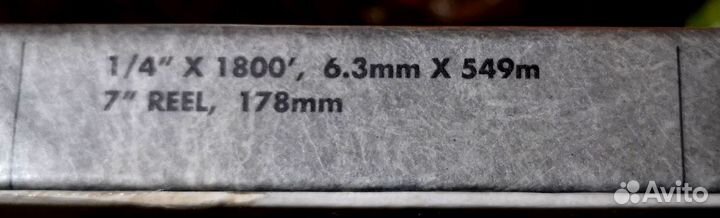 1/4" X 1800', 6.3mm X 549m
7" REEL, 178mm
Avito